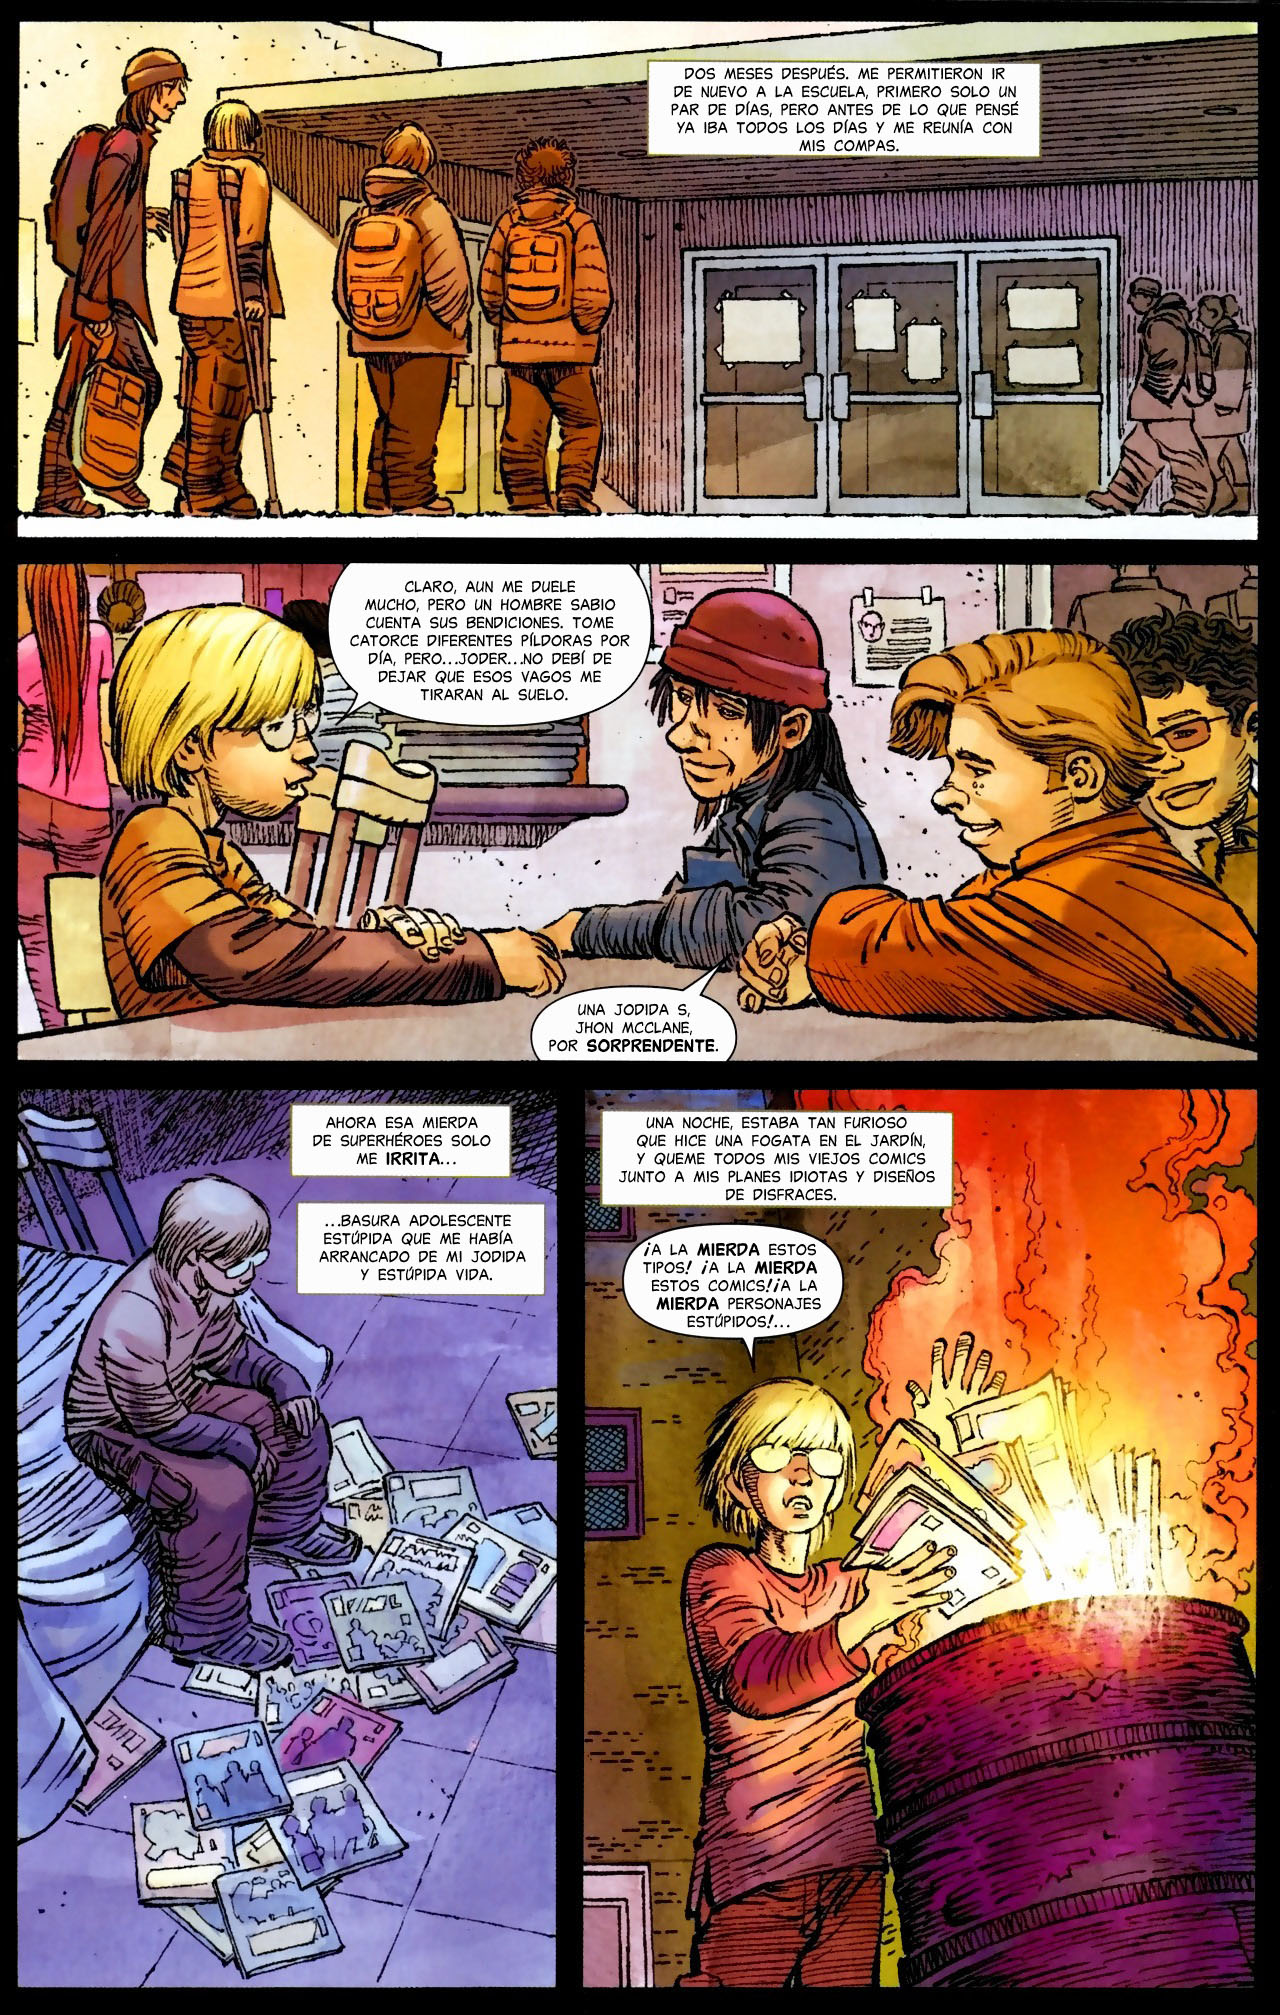 DOS MESES DESPUÉS. ME PERMITIERON IR
DE NUEVO A LA ESCUELA, PRIMERO SOLO UN
PAR DE DÍAS, PERO ANTES DE LO QUE PENSÉ
YA IBA TODOS LOS DÍAS Y ME REUNÍA CON
MIS COMPAS.
CLARO, AUN ME DUELE
MUCHO, PERO UN HOMBRE SABIO
CUENTA SUS BENDICIONES. TOME
CATORCE DIFERENTES PÍLDORAS POR
DÍA, PERO...JODER...NO DEBÍ DE
DEJAR QUE ESOS VAGOS ME
TIRARAN AL SUELO.
UNA JODIDA S,
JHON MCCLANE,
POR SORPRENDENTE.
AHORA ESA MIERDA
DE SUPERHÉROES SOLO
ME IRRITA...
...BASURA ADOLESCENTE
ESTÚPIDA QUE ME HABÍA
ARRANCADO DE MI JODIDA
Y ESTÚPIDA VIDA.
UNA NOCHE, ESTABA TAN FURIOSO
QUE HICE UNA FOGATA EN EL JARDÍN,
Y QUEME TODOS MIS VIEJOS COMICS
JUNTO A MIS PLANES IDIOTAS Y DISEÑOS
DE DISFRACES.
¡A LA MIERDA ESTOS
TIPOS! ¡A LA MIERDA
ESTOS COMICS!¡A LA
MIERDA PERSONAJES
ESTÚPIDOS!...